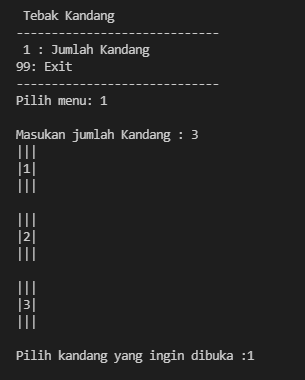 Tebak Kandang
-----------------------------
1 : Jumlah Kandang
99: Exit
-----------------------------
Pilih menu: 1
Masukan jumlah Kandang : 3
|||
|1|
|||
|||
|2|
|||
|||
|3|
|||
Pilih kandang yang ingin dibuka :1